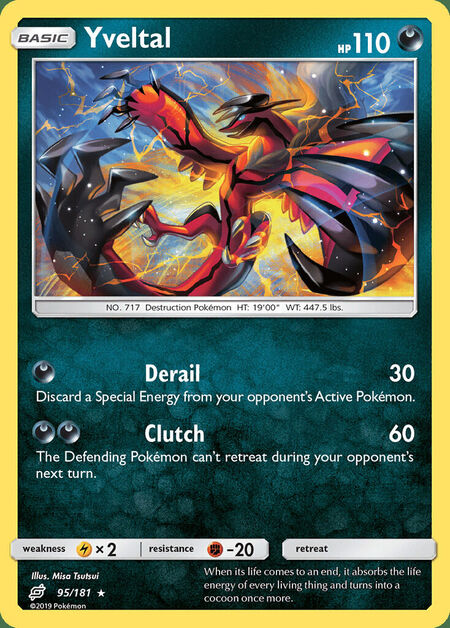 BASIC Yveltal HP 110
NO. 717 Destruction Pokémon HT: 19'00" WT: 447.5 lbs.
Derail 30
Discard a Special Energy from your opponent's Active Pokémon.
Clutch 60
The Defending Pokémon can't retreat during your opponent's
next turn.
weakness ×2 resistance -20 retreat
Illus. Misa Tsutsui
95/181 ★
©2019 Pokémon
When its life comes to an end, it absorbs the life
energy of every living thing and turns into a
cocoon once more.